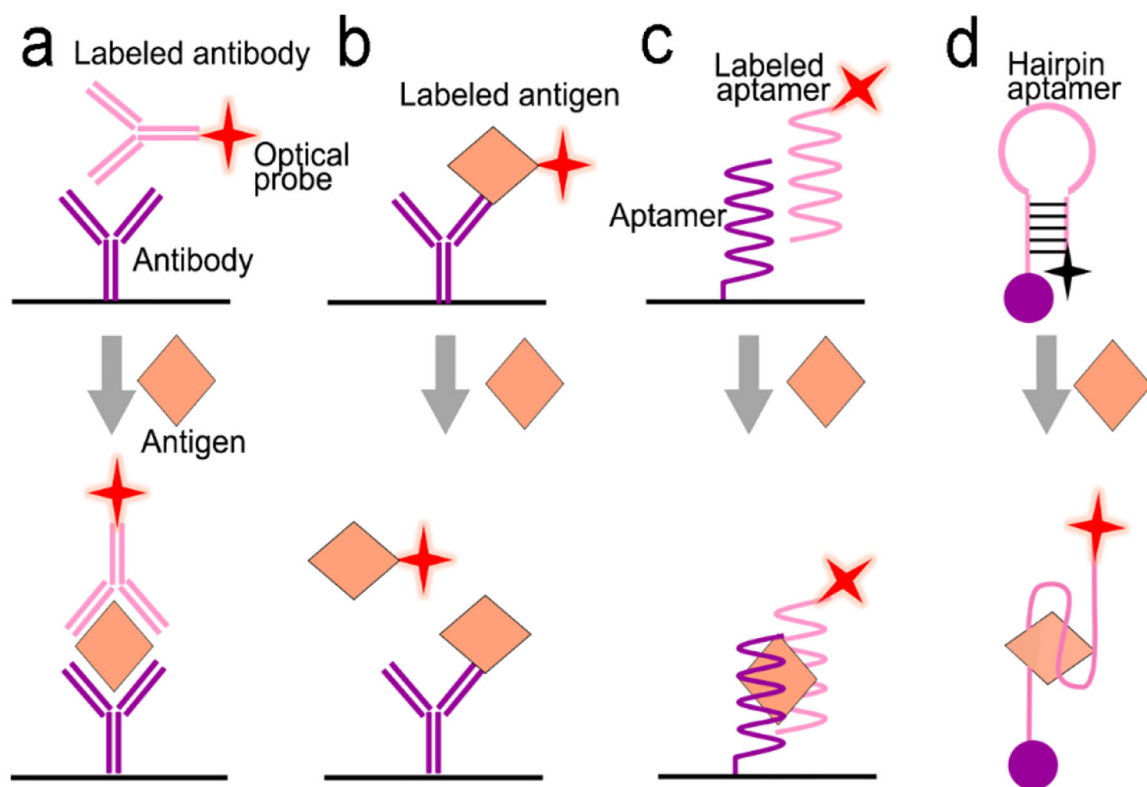 a
Labeled antibody
Optical
probe
Antibody
Antigen
b
Labeled antigen
c
Labeled
aptamer
Aptamer
d
Hairpin
aptamer